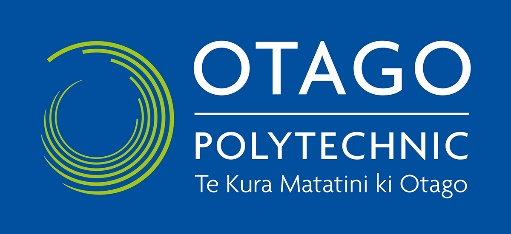 OTAGO
POLYTECHNIC
Te Kura Matatini ki Otago